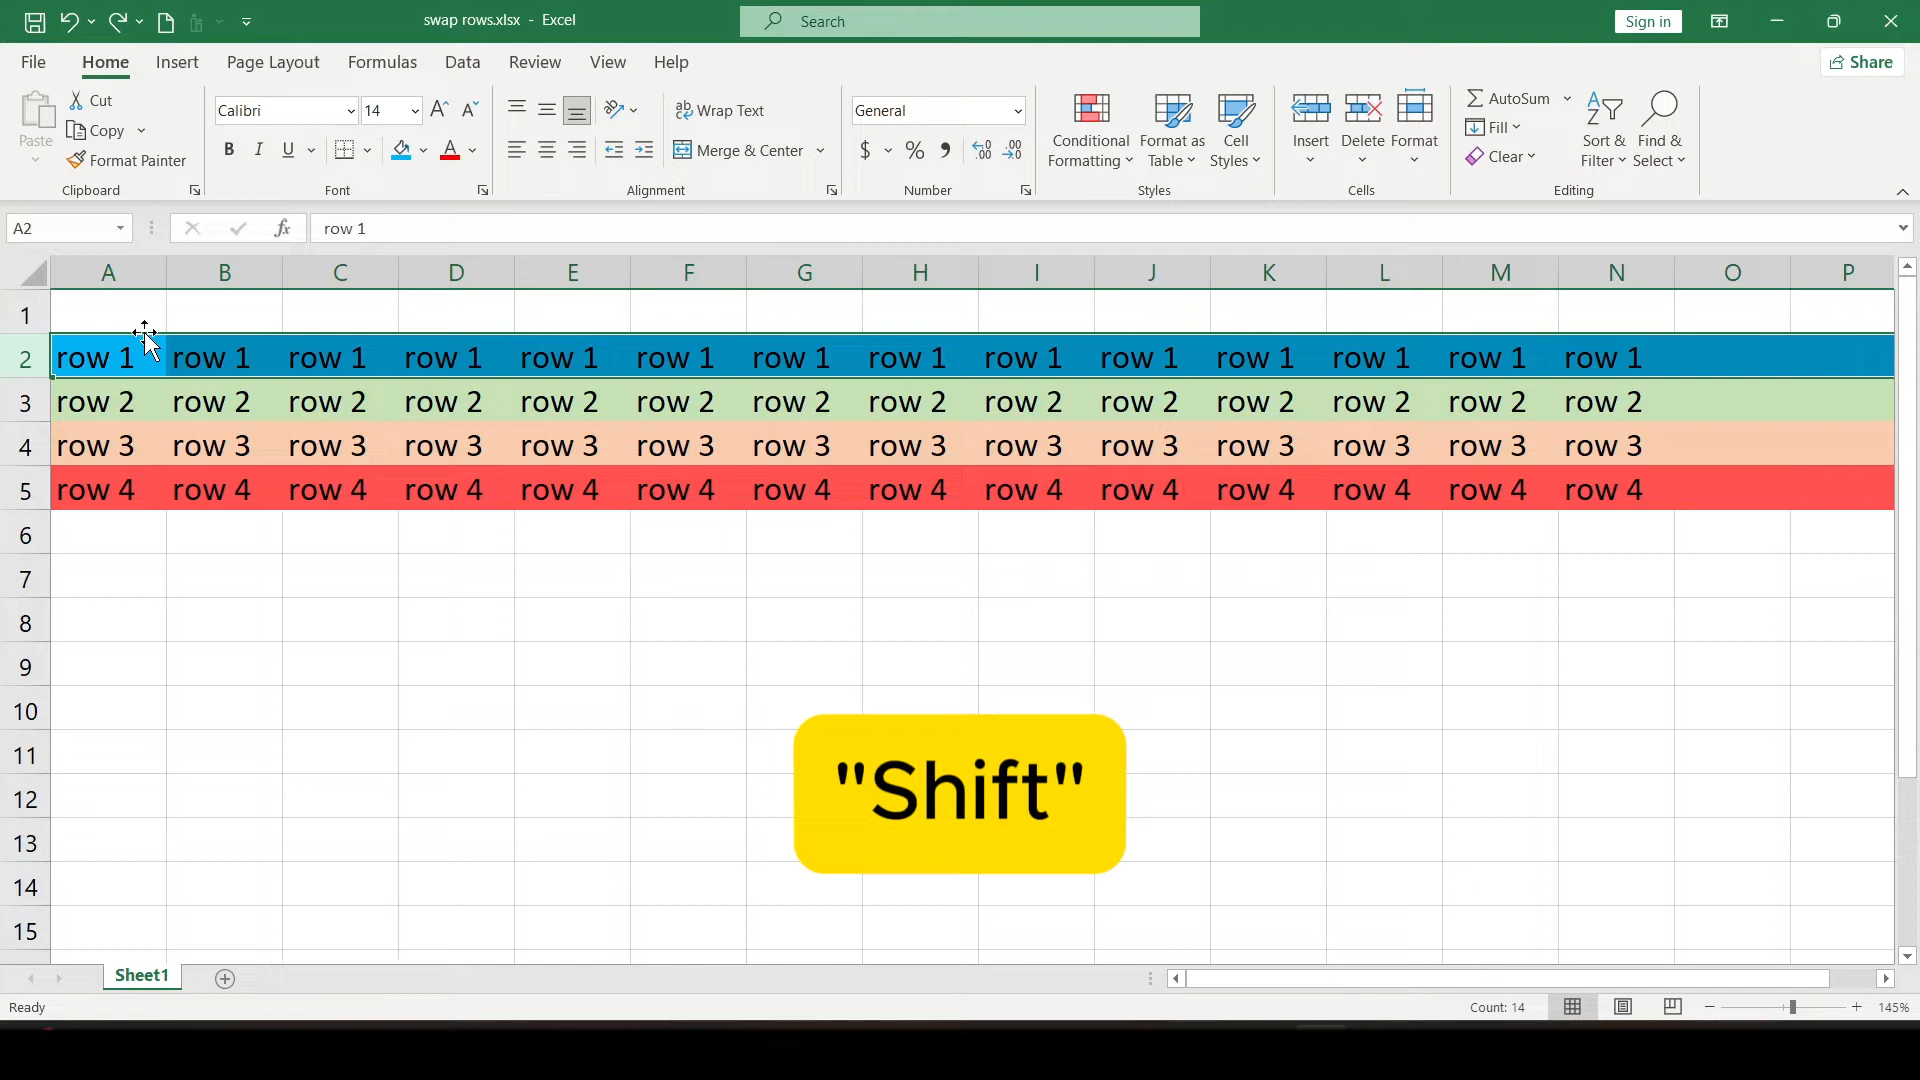 swap rows.xlsx - Excel
Search
Sign in
File Home Insert Page Layout Formulas Data Review View Help
Share
Paste
Cut
Copy
Format Painter
Clipboard
Calibri 14
B I U
A
Font
ab Wrap Text
Merge & Center
Alignment
General
$ % 9 .00 .00
Number
Conditional Formatting
Format as Table
Cell Styles
Styles
Insert Delete Format
Cells
AutoSum
Fill
Clear
Sort & Filter
Find & Select
Editing
A2 fx row 1
A B C D E F G H I J K L M N O P
1
2 row 1 row 1 row 1 row 1 row 1 row 1 row 1 row 1 row 1 row 1 row 1 row 1 row 1 row 1
3 row 2 row 2 row 2 row 2 row 2 row 2 row 2 row 2 row 2 row 2 row 2 row 2 row 2 row 2
4 row 3 row 3 row 3 row 3 row 3 row 3 row 3 row 3 row 3 row 3 row 3 row 3 row 3 row 3
5 row 4 row 4 row 4 row 4 row 4 row 4 row 4 row 4 row 4 row 4 row 4 row 4 row 4 row 4
6
7
8
9
10
11
12
13
14
15
"Shift"
Sheet1
Ready
Count: 14
145%